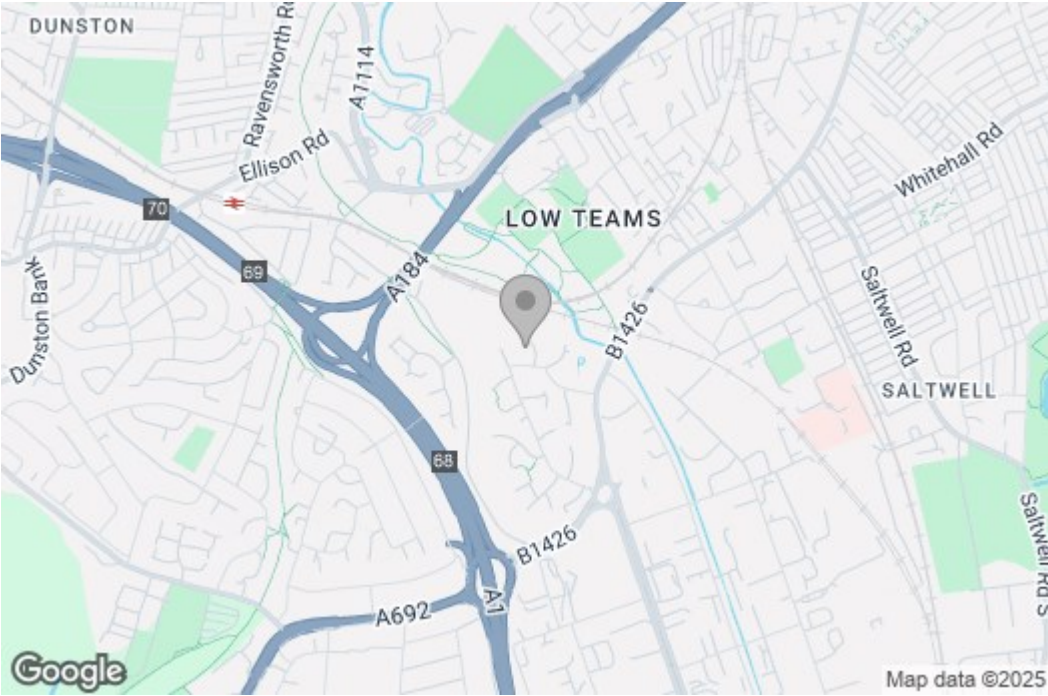 DUNSTON
Ravensworth Rd
A1114
Ellison Rd
Whitehall Rd
70
LOW TEAMS
69
A184
Dunston Bank
Saltwell Rd
B1426
SALTWELL
68
Saltwell Rd S
B1426
A1
A692
Google
Map data ©2025